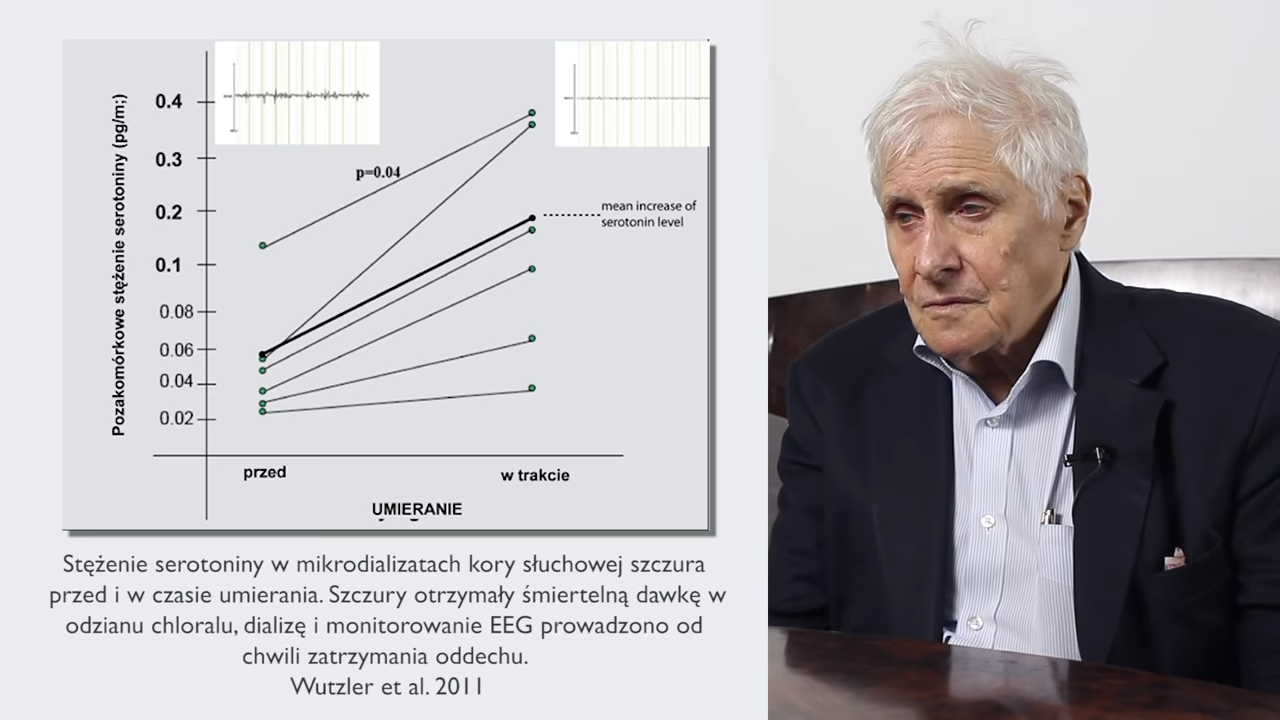 Pozakomórkowe stężenie serotoniny (pg/m;)
0.4
0.3
0.2
0.1
0.08
0.06
0.04
0.02
p=0.04
mean increase of
serotonin level
przed
w trakcie
UMIERANIE
Stężenie serotoniny w mikrodializatach kory słuchowej szczura
przed i w czasie umierania. Szczury otrzymały śmiertelną dawkę w
odzianu chloralu, dializę i monitorowanie EEG prowadzono od
chwili zatrzymania oddechu.
Wutzler et al. 2011